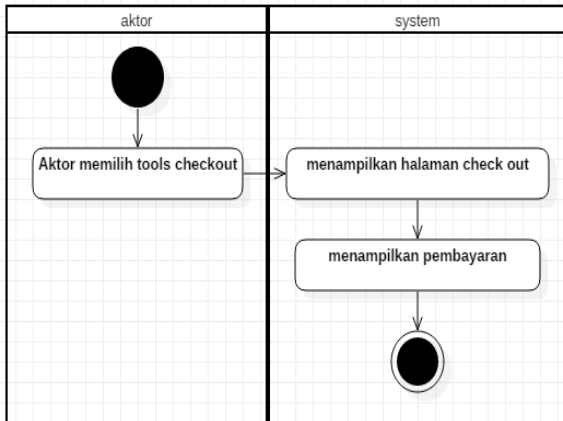 aktor
system
Aktor memilih tools checkout
menampilkan halaman check out
menampilkan pembayaran